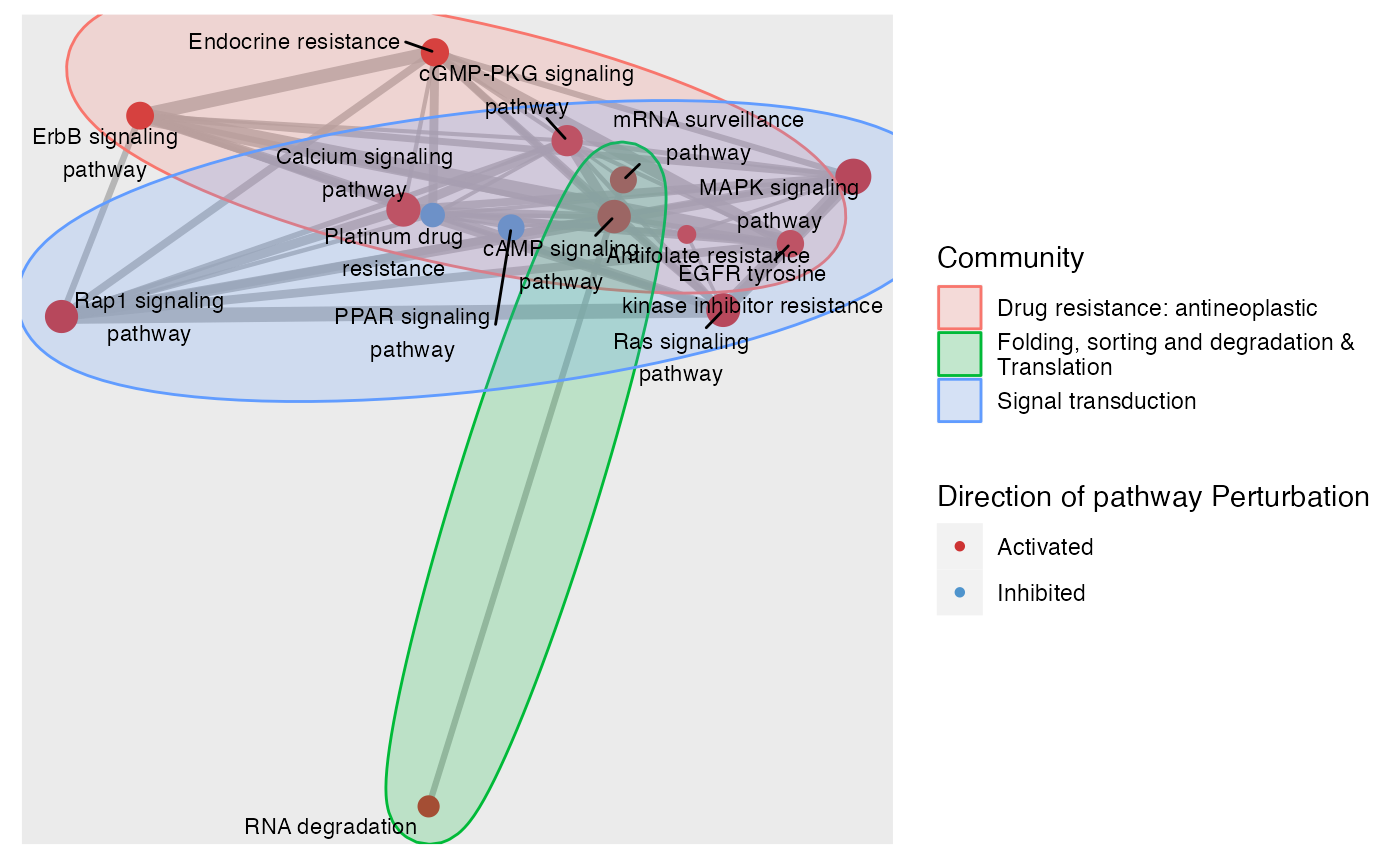 Endocrine resistance
cGMP-PKG signaling
pathway
mRNA surveillance
pathway
ErbB signaling
pathway
Calcium signaling
pathway
MAPK signaling
pathway
Platinum drug
resistance
cAMP signaling
pathway
Antifolate resistance
EGFR tyrosine
kinase inhibitor resistance
Rap1 signaling
pathway
PPAR signaling
pathway
Ras signaling
pathway
RNA degradation
Community
Drug resistance: antineoplastic
Folding, sorting and degradation &
Translation
Signal transduction
Direction of pathway Perturbation
Activated
Inhibited